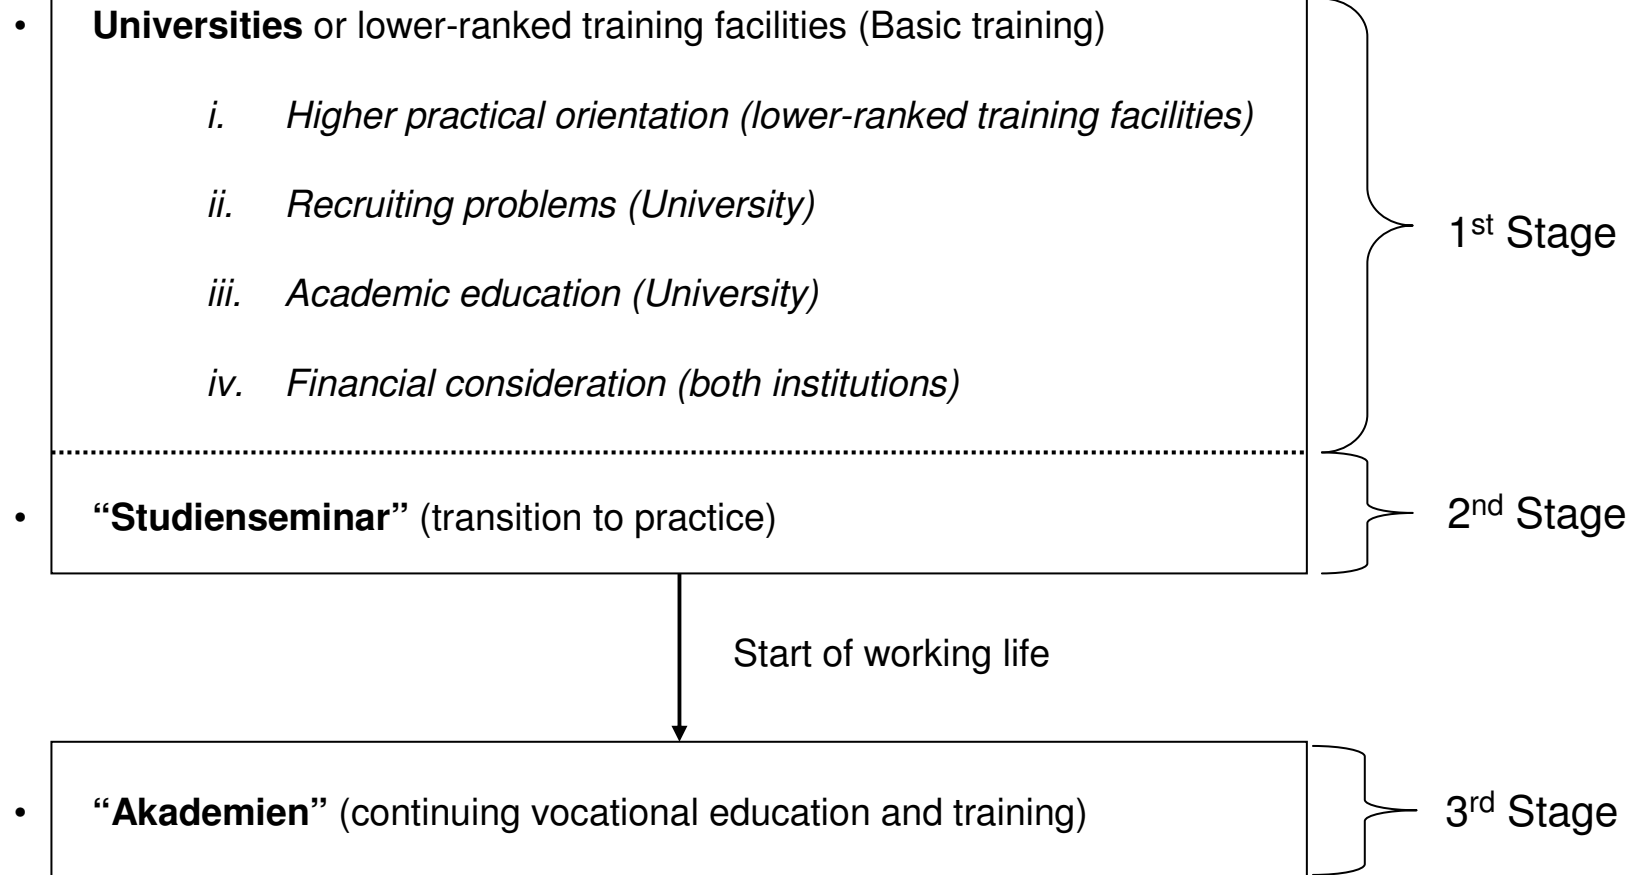 • Universities or lower-ranked training facilities (Basic training)
i. Higher practical orientation (lower-ranked training facilities)
ii. Recruiting problems (University)
1st Stage
iii. Academic education (University)
iv. Financial consideration (both institutions)
• “Studienseminar” (transition to practice)
2nd Stage
Start of working life
• “Akademien” (continuing vocational education and training)
3rd Stage